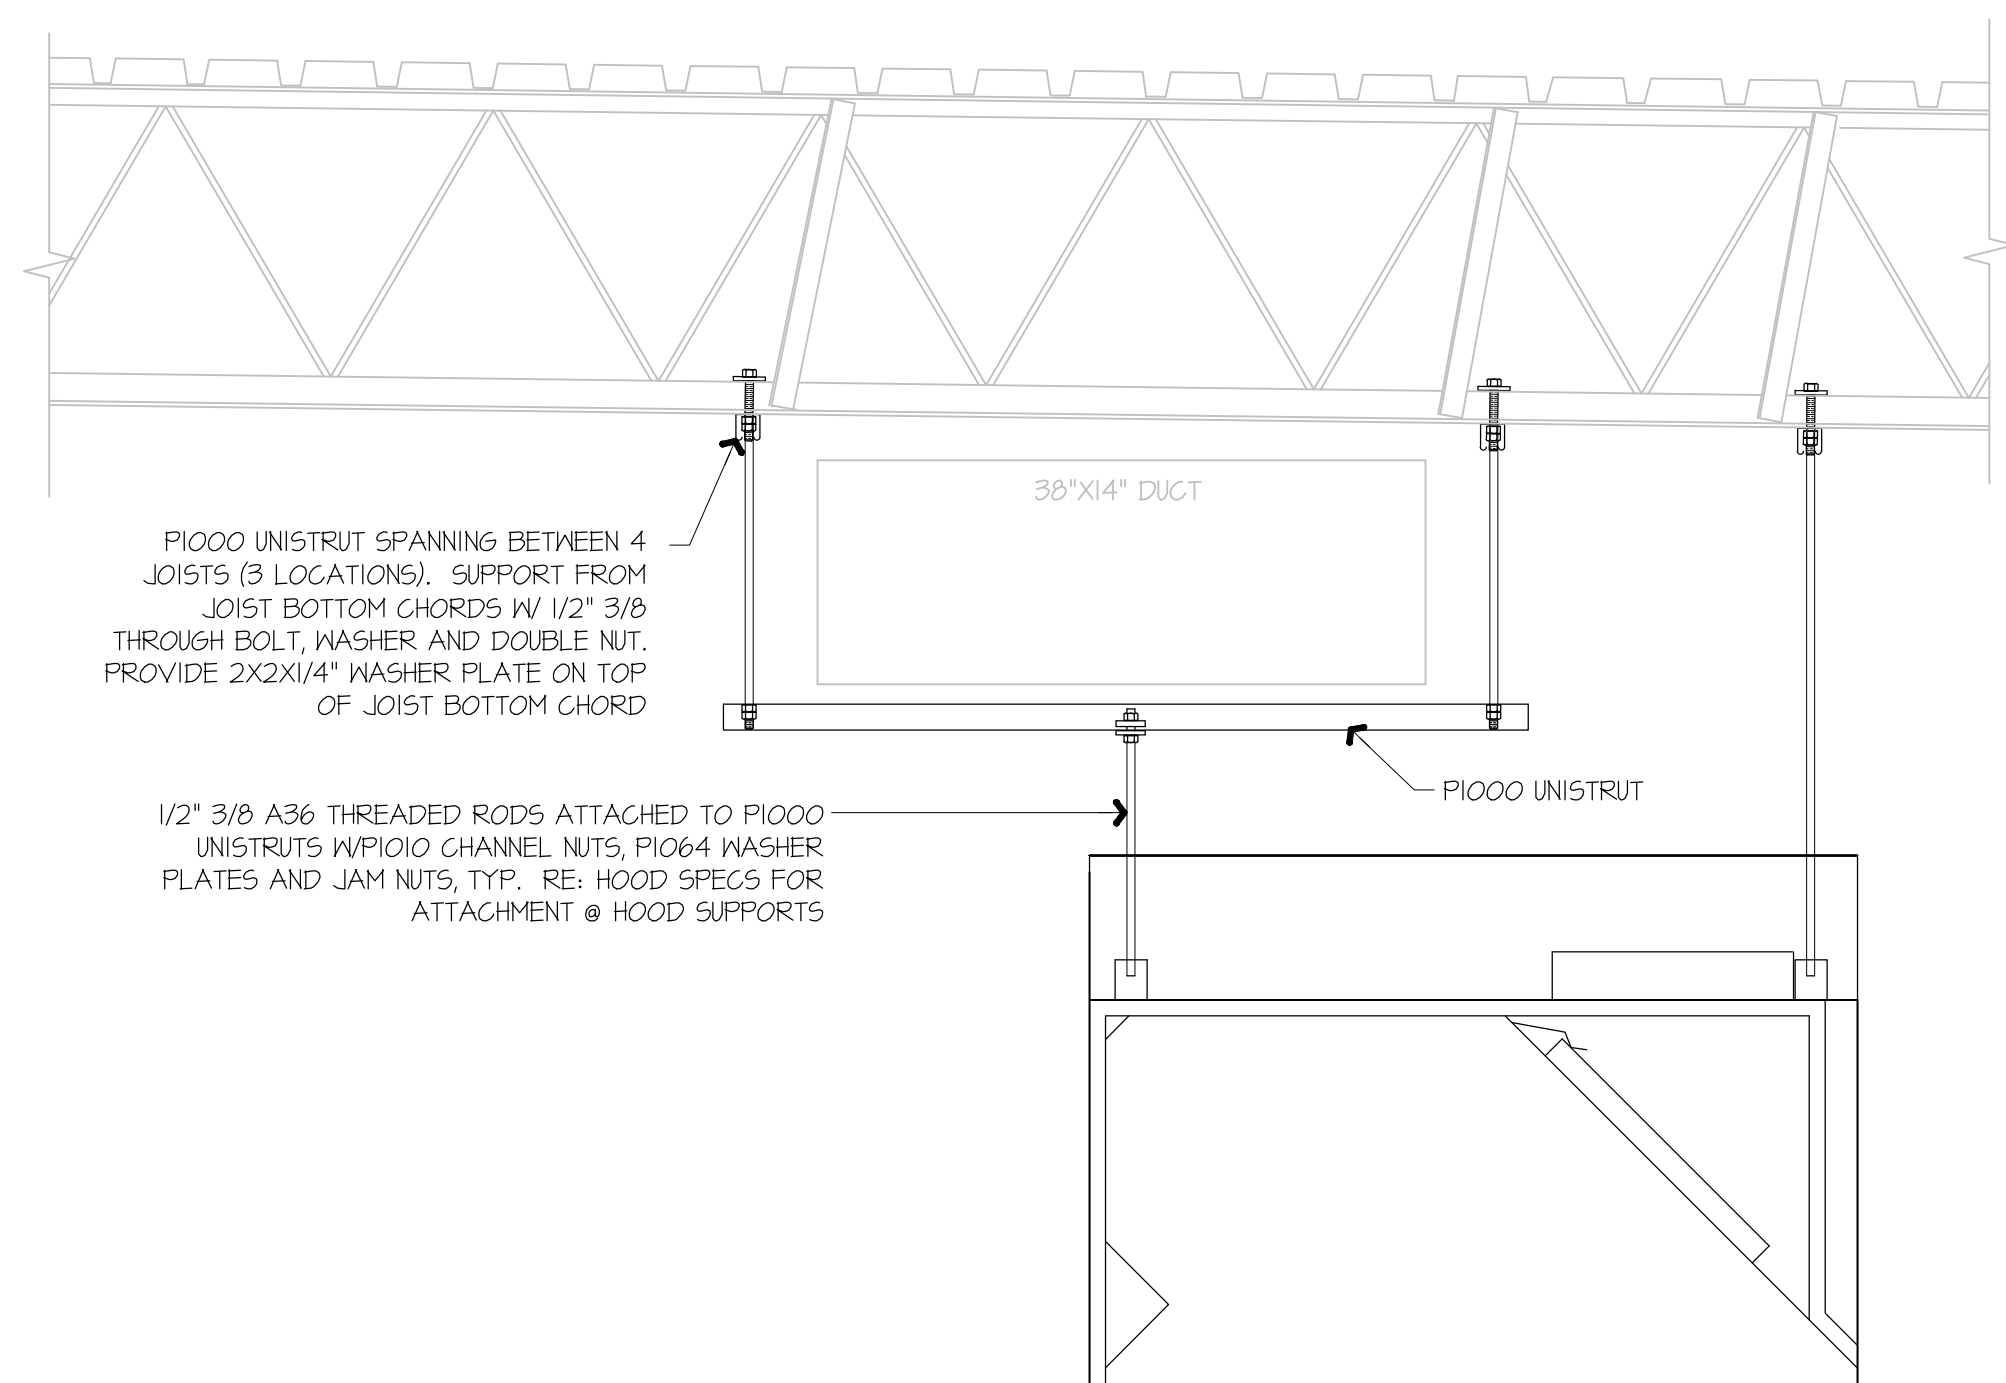 38"X14" DUCT
P1000 UNISTRUT SPANNING BETWEEN 4
JOISTS (3 LOCATIONS).  SUPPORT FROM
JOIST BOTTOM CHORDS W/ 1/2" 3/8
THROUGH BOLT, WASHER AND DOUBLE NUT.
PROVIDE 2X2X1/4" WASHER PLATE ON TOP
OF JOIST BOTTOM CHORD
P1000 UNISTRUT
1/2" 3/8 A36 THREADED RODS ATTACHED TO P1000
UNISTRUTS W/P1010 CHANNEL NUTS, P1064 WASHER
PLATES AND JAM NUTS, TYP.  RE: HOOD SPECS FOR
ATTACHMENT @ HOOD SUPPORTS